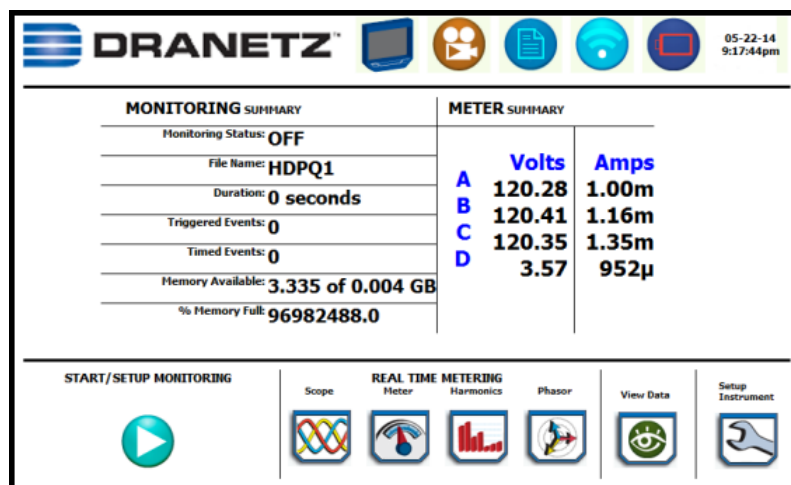 DRANETZ
05-22-14
9:17:44pm
MONITORING SUMMARY
Monitoring Status: OFF
File Name: HDPQ1
Duration: 0 seconds
Triggered Events: 0
Timed Events: 0
Memory Available: 3.335 of 0.004 GB
% Memory Full: 96982488.0
METER SUMMARY
Volts Amps
A 120.28 1.00m
B 120.41 1.16m
C 120.35 1.35m
D 3.57 952µ
START/SETUP MONITORING
REAL TIME METERING
Scope Meter Harmonics Phasor
View Data
Setup
Instrument